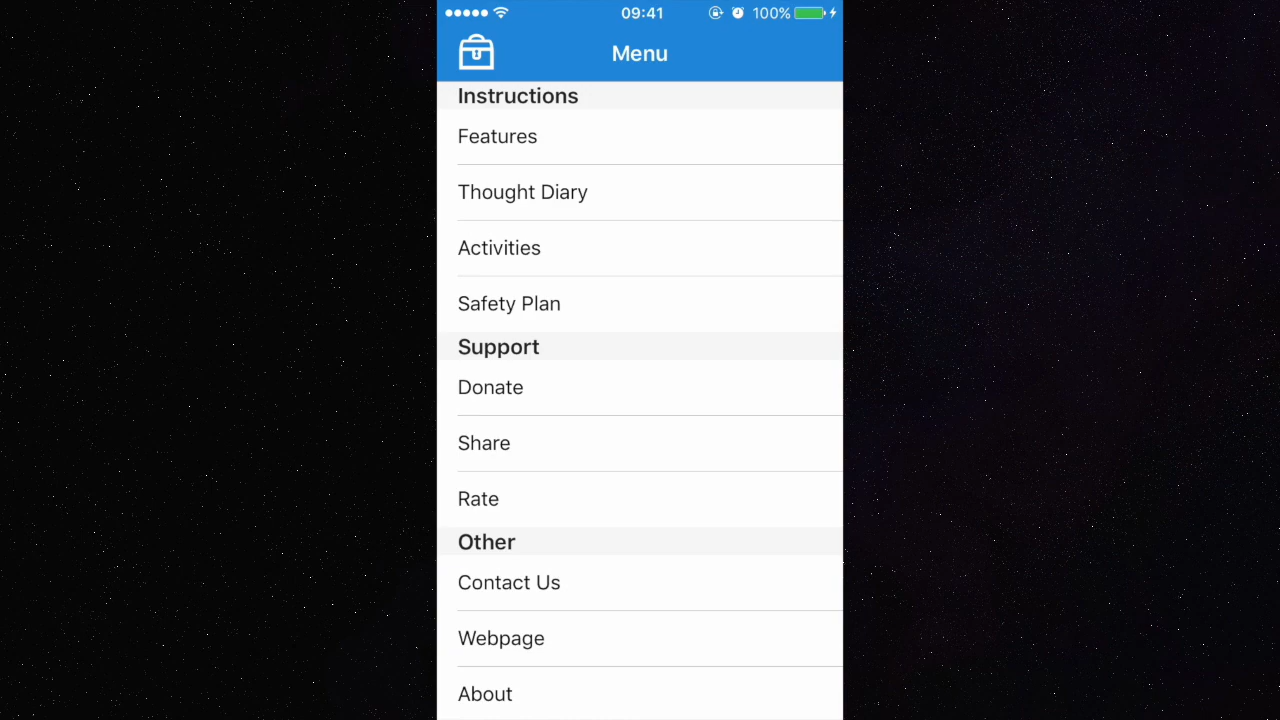 09:41
100%
Menu
Instructions
Features
Thought Diary
Activities
Safety Plan
Support
Donate
Share
Rate
Other
Contact Us
Webpage
About